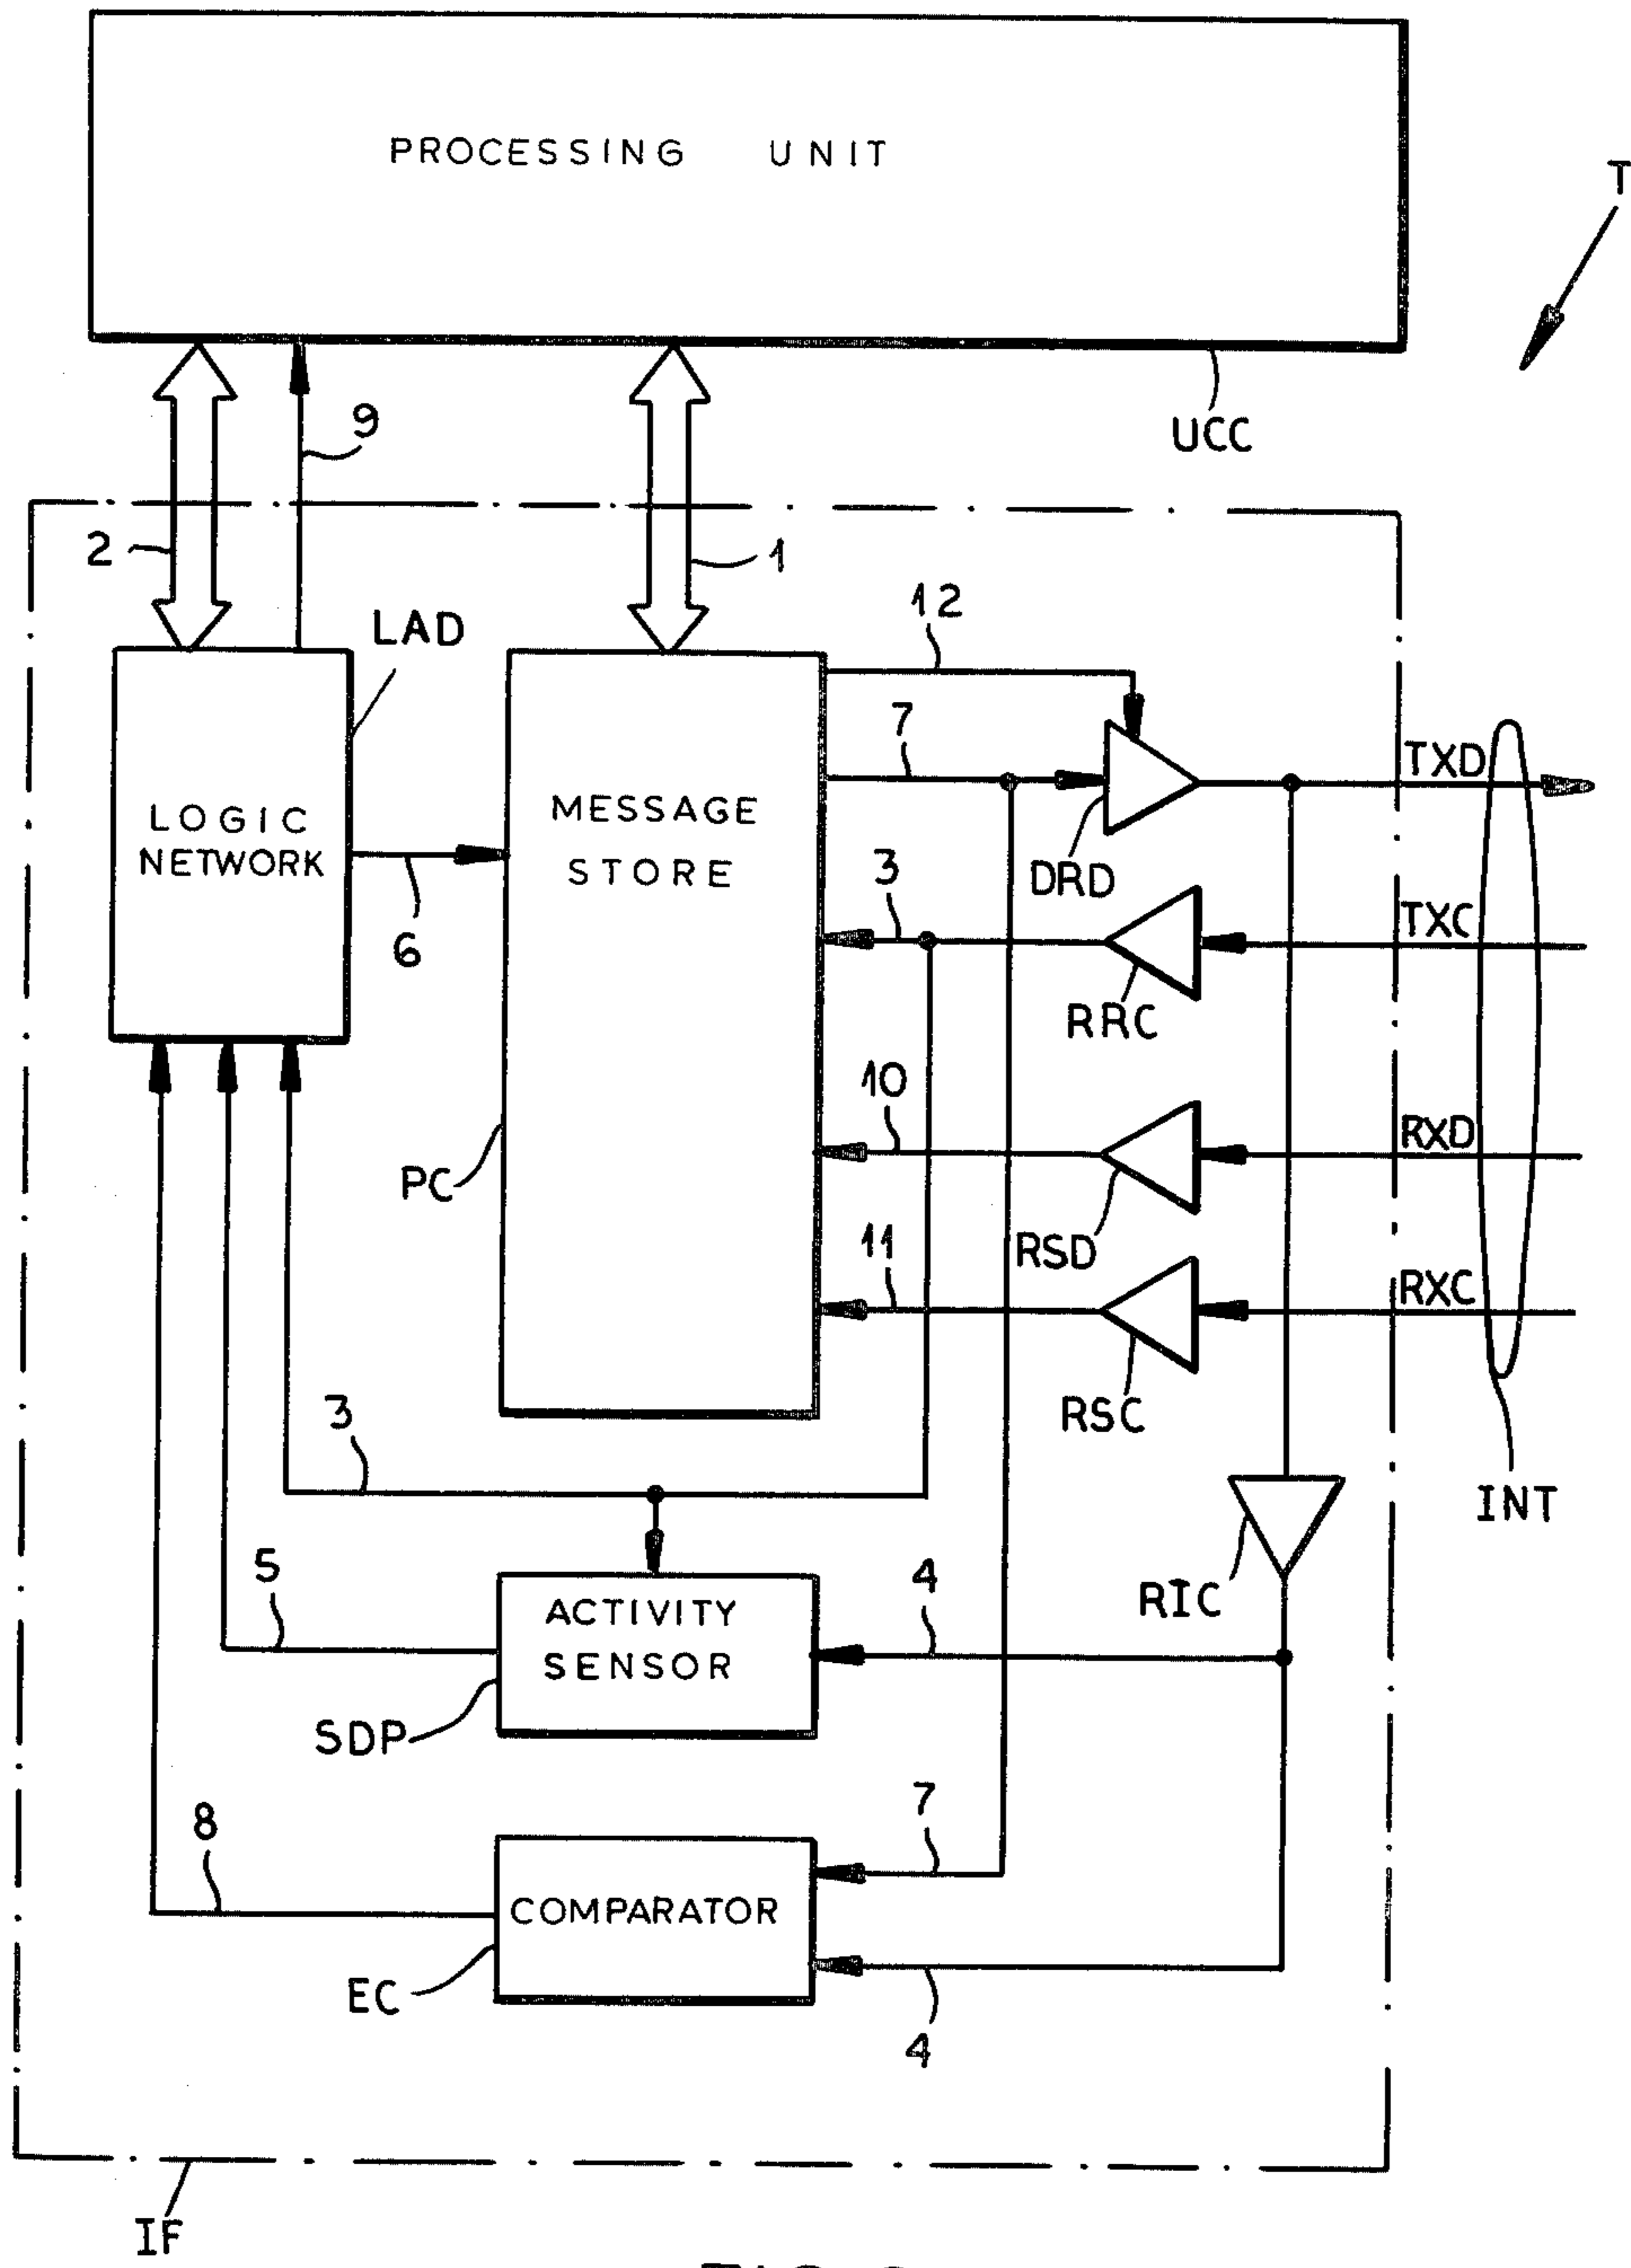 PROCESSING UNIT
T
UCC
9
2
1
12
LAD
7
TXD
LOGIC
NETWORK
MESSAGE
STORE
DRD
3
TXC
6
RRC
10
RXD
PC
RSD
11
RXC
RSC
3
INT
5
4
RIC
ACTIVITY
SENSOR
SDP
7
8
COMPARATOR
EC
4
IF